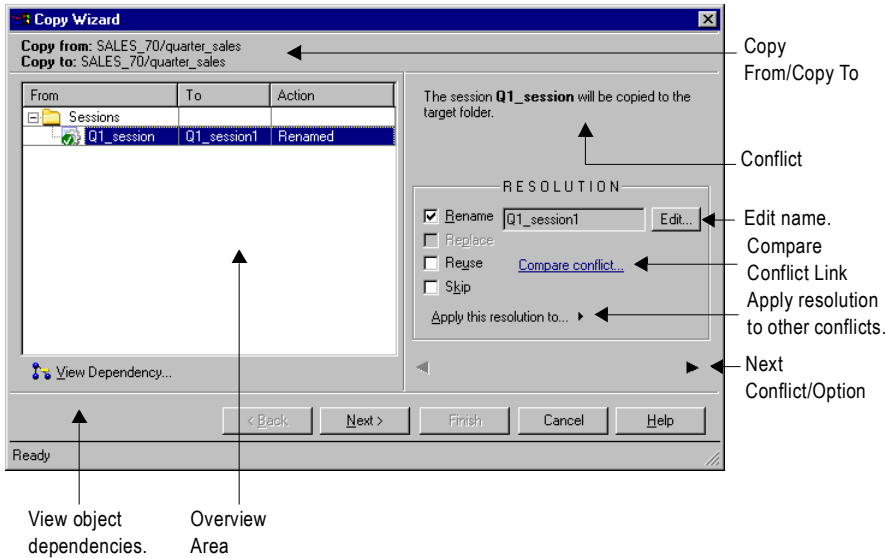 Copy Wizard
Copy from: SALES_70/quarter_sales
Copy to: SALES_70/quarter_sales
From To Action
Sessions
Q1_session Q1_session1 Renamed
View Dependency...
The session Q1_session will be copied to the
target folder.
RESOLUTION
Rename Q1_session1 Edit...
Replace
Reuse Compare conflict...
Skip
Apply this resolution to...
< Back Next > Finish Cancel Help
Ready
Copy
From/Copy To
Conflict
Edit name.
Compare
Conflict Link
Apply resolution
to other conflicts.
Next
Conflict/Option
View object
dependencies.
Overview
Area